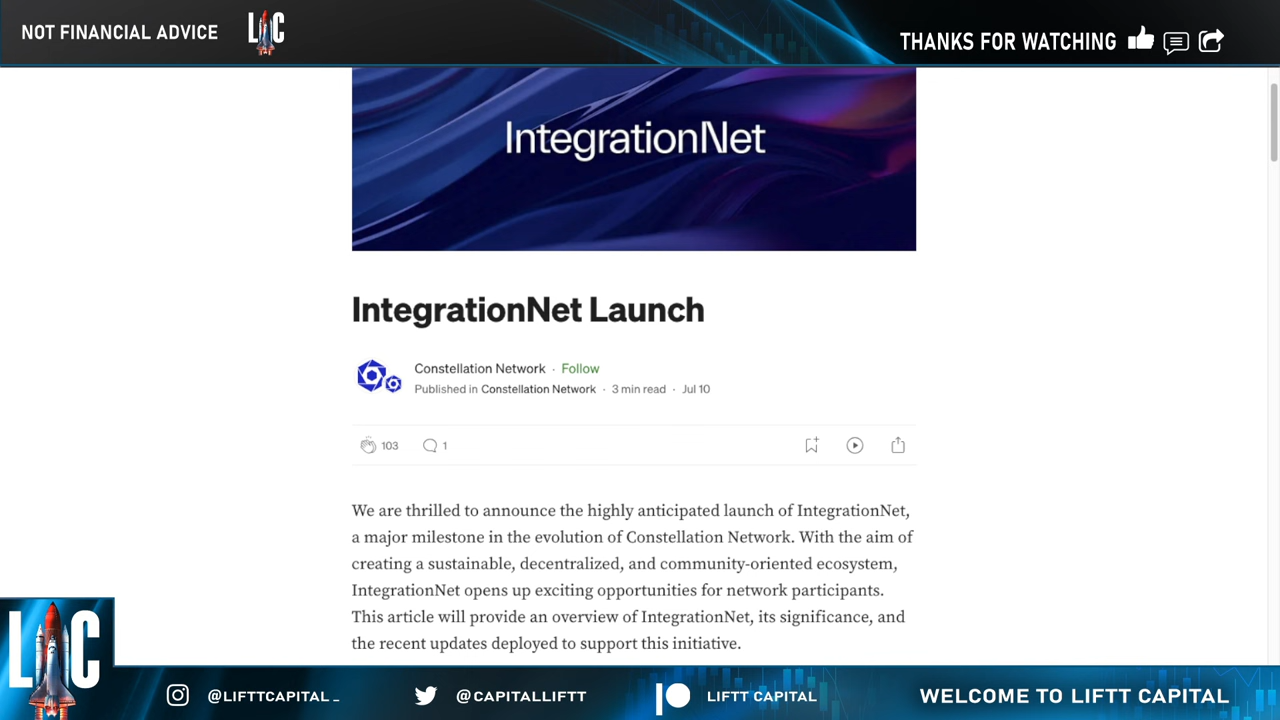 NOT FINANCIAL ADVICE
LC
THANKS FOR WATCHING
IntegrationNet
IntegrationNet Launch
Constellation Network · Follow
Published in Constellation Network · 3 min read · Jul 10
103
1
We are thrilled to announce the highly anticipated launch of IntegrationNet,
a major milestone in the evolution of Constellation Network. With the aim of
creating a sustainable, decentralized, and community-oriented ecosystem,
IntegrationNet opens up exciting opportunities for network participants.
This article will provide an overview of IntegrationNet, its significance, and
the recent updates deployed to support this initiative.
LC
@LIFTTCAPITAL_
@CAPITALLIFTT
LIFTT CAPITAL
WELCOME TO LIFTT CAPITAL